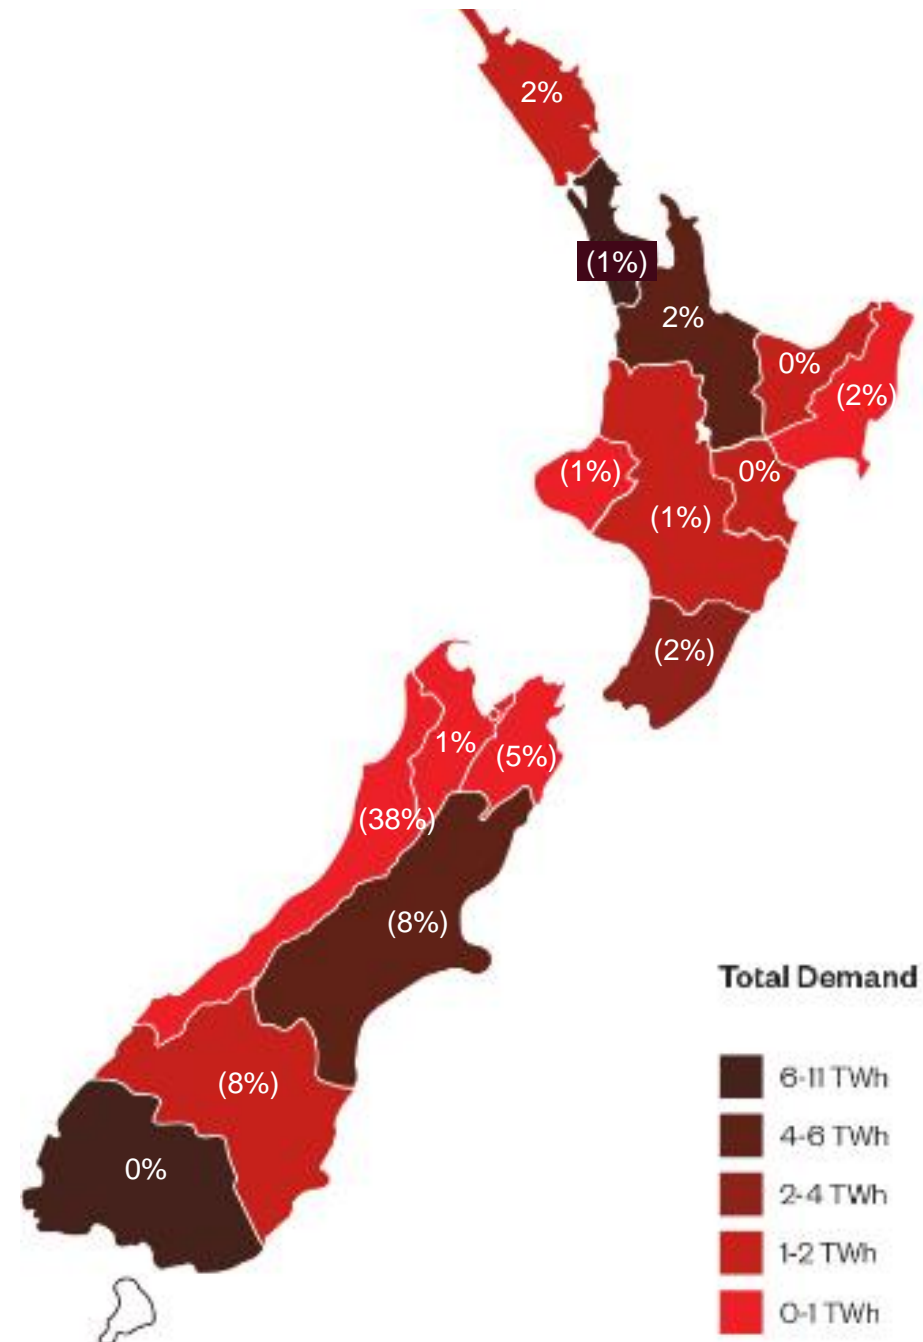 2%
(1%)
2%
0%
(2%)
(1%)
0%
(1%)
(2%)
1%
(5%)
(38%)
(8%)
(8%)
0%
Total Demand
6-11 TWh
4-6 TWh
2-4 TWh
1-2 TWh
0-1 TWh